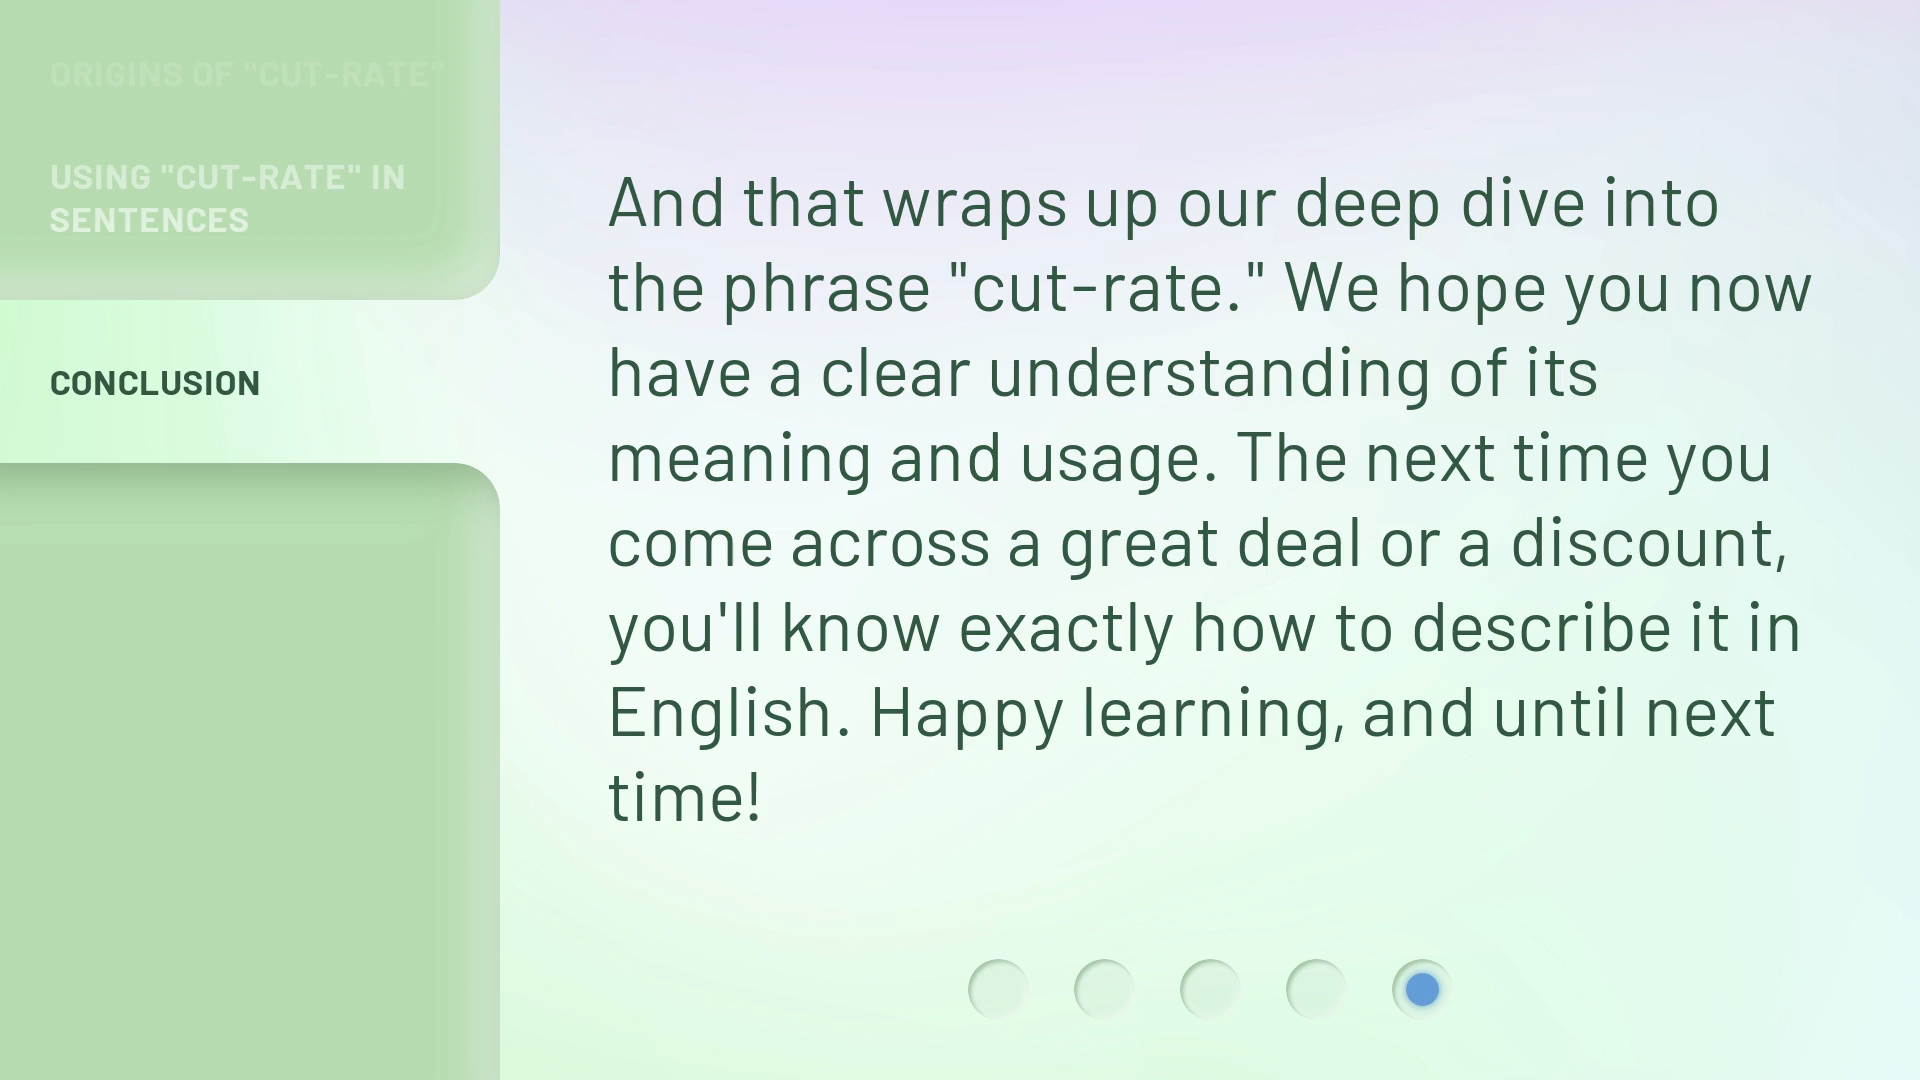 ORIGINS OF "CUT-RATE"
USING "CUT-RATE" IN
SENTENCES
CONCLUSION
And that wraps up our deep dive into
the phrase "cut-rate." We hope you now
have a clear understanding of its
meaning and usage. The next time you
come across a great deal or a discount,
you'll know exactly how to describe it in
English. Happy learning, and until next
time!